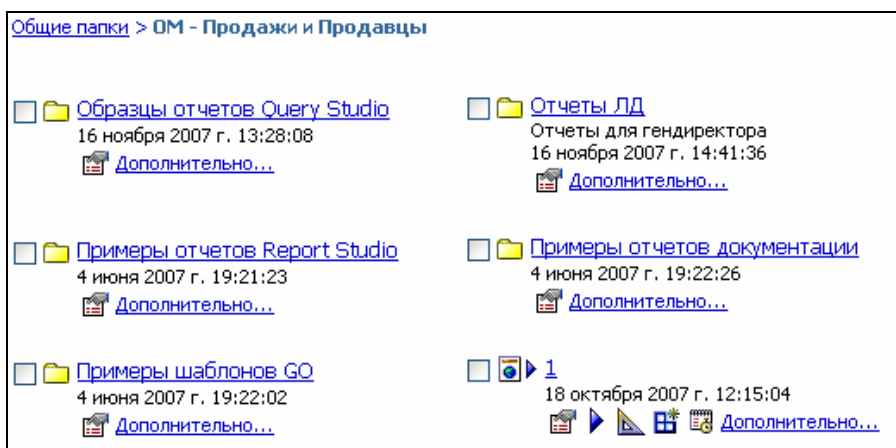 Общие папки > ОМ - Продажи и Продавцы
Образцы отчетов Query Studio
16 ноября 2007 г. 13:28:08
Дополнительно...
Отчеты ЛД
Отчеты для гендиректора
16 ноября 2007 г. 14:41:36
Дополнительно...
Примеры отчетов Report Studio
4 июня 2007 г. 19:21:23
Дополнительно...
Примеры отчетов документации
4 июня 2007 г. 19:22:26
Дополнительно...
Примеры шаблонов GO
4 июня 2007 г. 19:22:02
Дополнительно...
1
18 октября 2007 г. 12:15:04
Дополнительно...